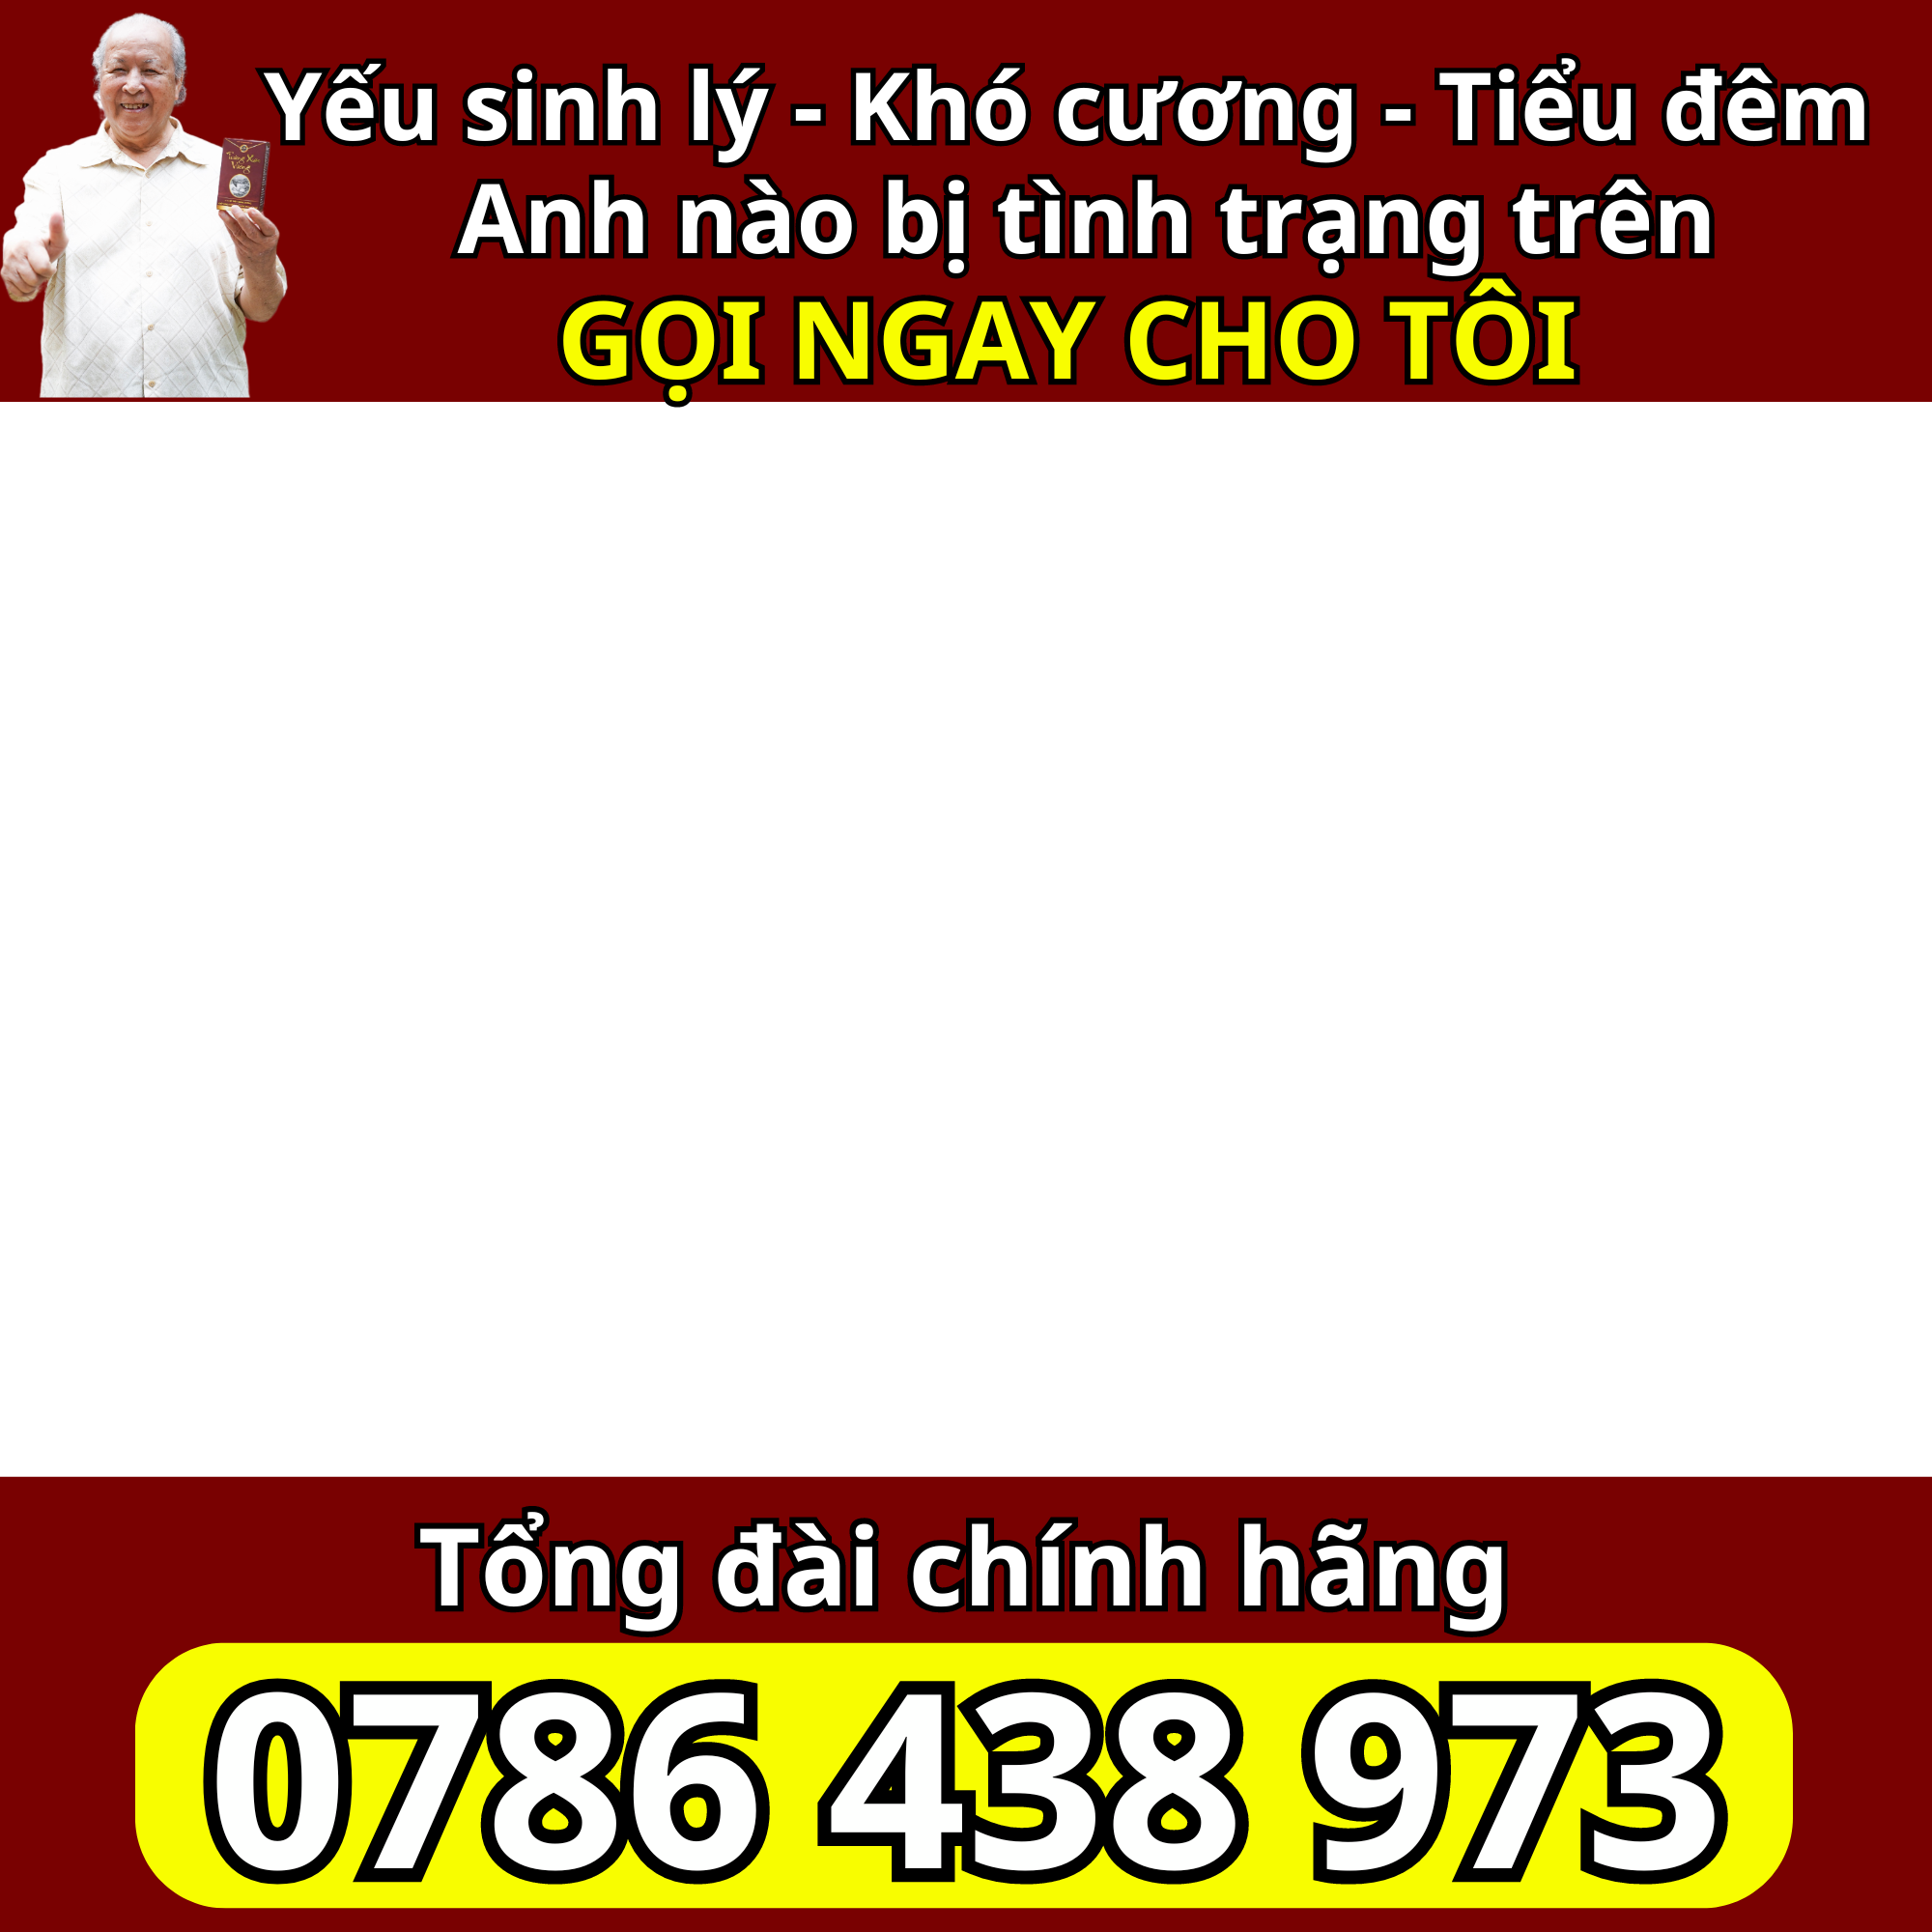 Yếu sinh lý - Khó cương - Tiểu đêm
Anh nào bị tình trạng trên
GỌI NGAY CHO TÔI
Tổng đài chính hãng
0786 438 973